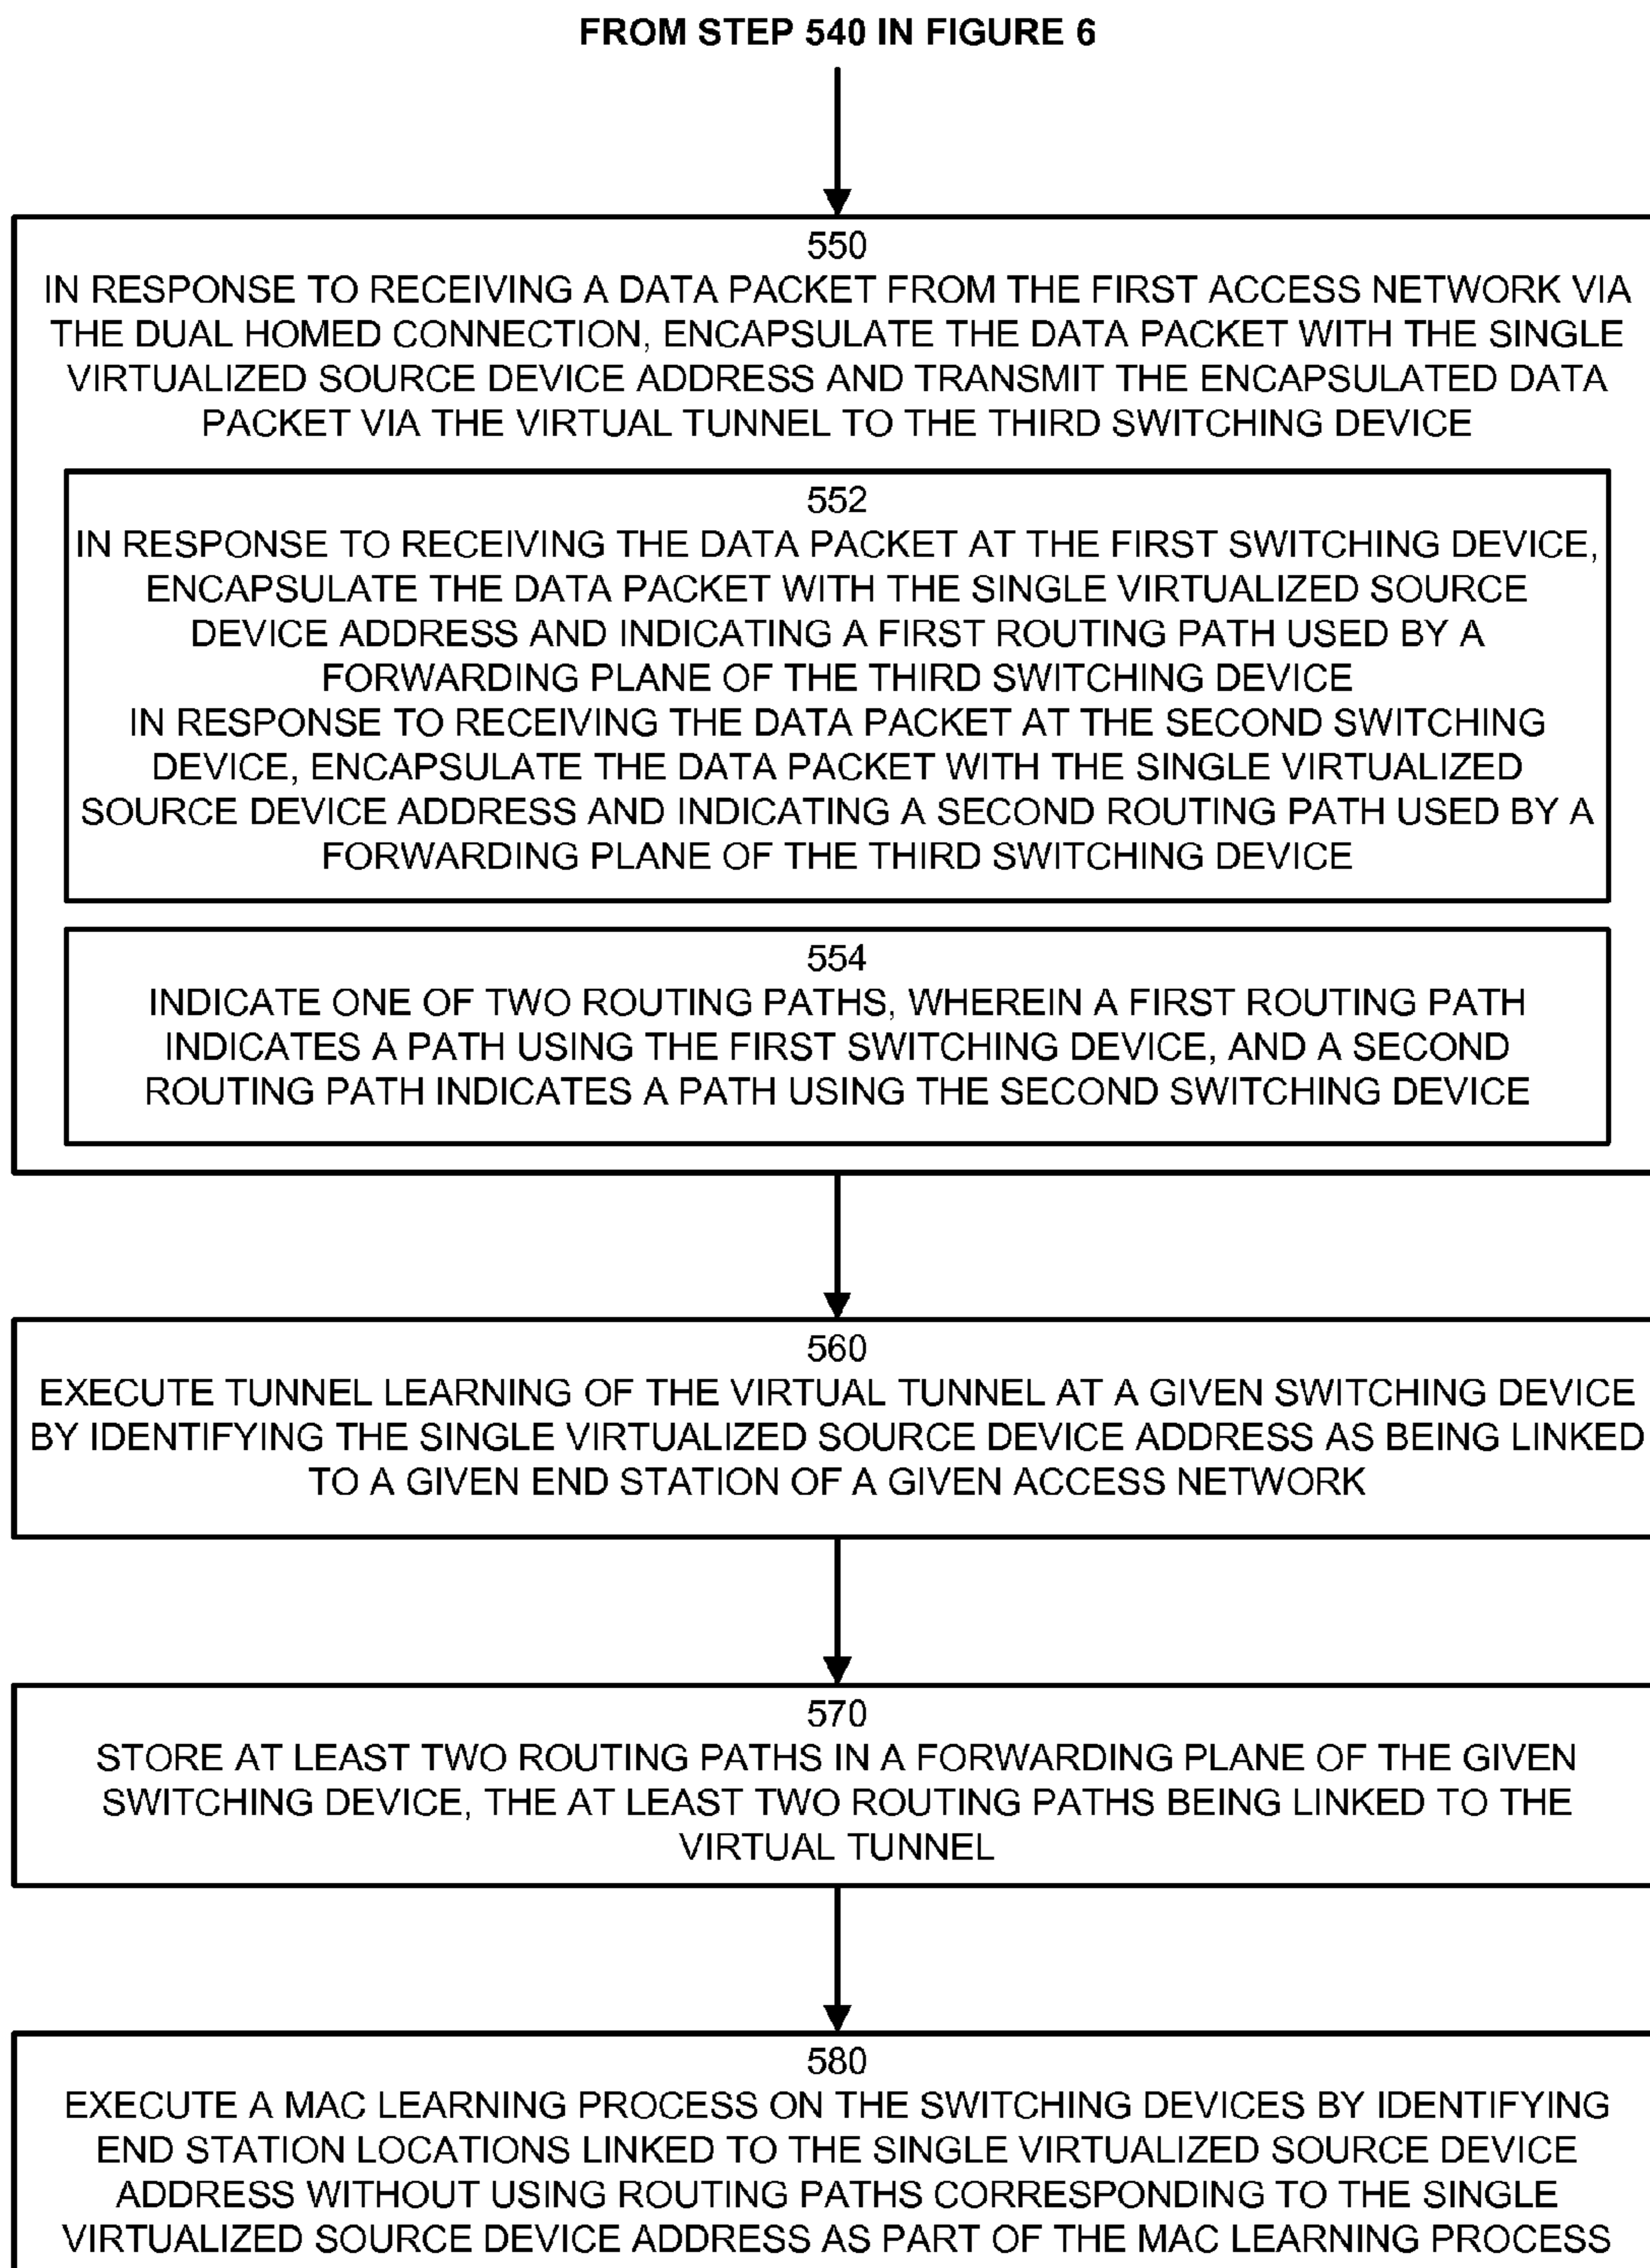 FROM STEP 540 IN FIGURE 6
550
IN RESPONSE TO RECEIVING A DATA PACKET FROM THE FIRST ACCESS NETWORK VIA
THE DUAL HOMED CONNECTION, ENCAPSULATE THE DATA PACKET WITH THE SINGLE
VIRTUALIZED SOURCE DEVICE ADDRESS AND TRANSMIT THE ENCAPSULATED DATA
PACKET VIA THE VIRTUAL TUNNEL TO THE THIRD SWITCHING DEVICE
552
IN RESPONSE TO RECEIVING THE DATA PACKET AT THE FIRST SWITCHING DEVICE,
ENCAPSULATE THE DATA PACKET WITH THE SINGLE VIRTUALIZED SOURCE
DEVICE ADDRESS AND INDICATING A FIRST ROUTING PATH USED BY A
FORWARDING PLANE OF THE THIRD SWITCHING DEVICE
IN RESPONSE TO RECEIVING THE DATA PACKET AT THE SECOND SWITCHING
DEVICE, ENCAPSULATE THE DATA PACKET WITH THE SINGLE VIRTUALIZED
SOURCE DEVICE ADDRESS AND INDICATING A SECOND ROUTING PATH USED BY A
FORWARDING PLANE OF THE THIRD SWITCHING DEVICE
554
INDICATE ONE OF TWO ROUTING PATHS, WHEREIN A FIRST ROUTING PATH
INDICATES A PATH USING THE FIRST SWITCHING DEVICE, AND A SECOND
ROUTING PATH INDICATES A PATH USING THE SECOND SWITCHING DEVICE
560
EXECUTE TUNNEL LEARNING OF THE VIRTUAL TUNNEL AT A GIVEN SWITCHING DEVICE
BY IDENTIFYING THE SINGLE VIRTUALIZED SOURCE DEVICE ADDRESS AS BEING LINKED
TO A GIVEN END STATION OF A GIVEN ACCESS NETWORK
570
STORE AT LEAST TWO ROUTING PATHS IN A FORWARDING PLANE OF THE GIVEN
SWITCHING DEVICE, THE AT LEAST TWO ROUTING PATHS BEING LINKED TO THE
VIRTUAL TUNNEL
580
EXECUTE A MAC LEARNING PROCESS ON THE SWITCHING DEVICES BY IDENTIFYING
END STATION LOCATIONS LINKED TO THE SINGLE VIRTUALIZED SOURCE DEVICE
ADDRESS WITHOUT USING ROUTING PATHS CORRESPONDING TO THE SINGLE
VIRTUALIZED SOURCE DEVICE ADDRESS AS PART OF THE MAC LEARNING PROCESS